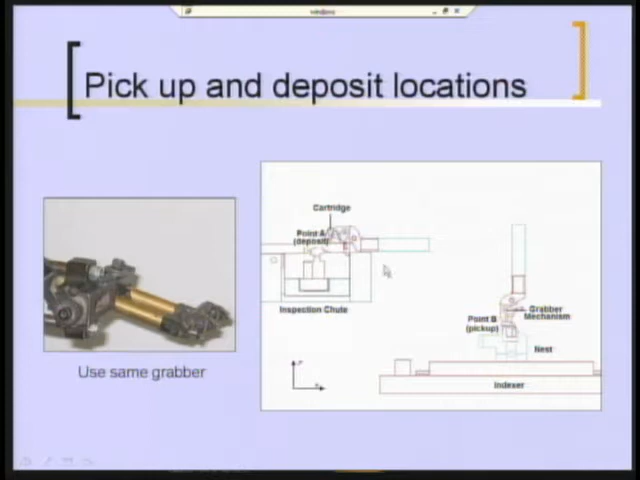 Pick up and deposit locations
Cartridge
Point A
(deposit)
Inspection Chute
Grabber
Mechanism
Point B
(pickup)
Nest
Indexer
Use same grabber